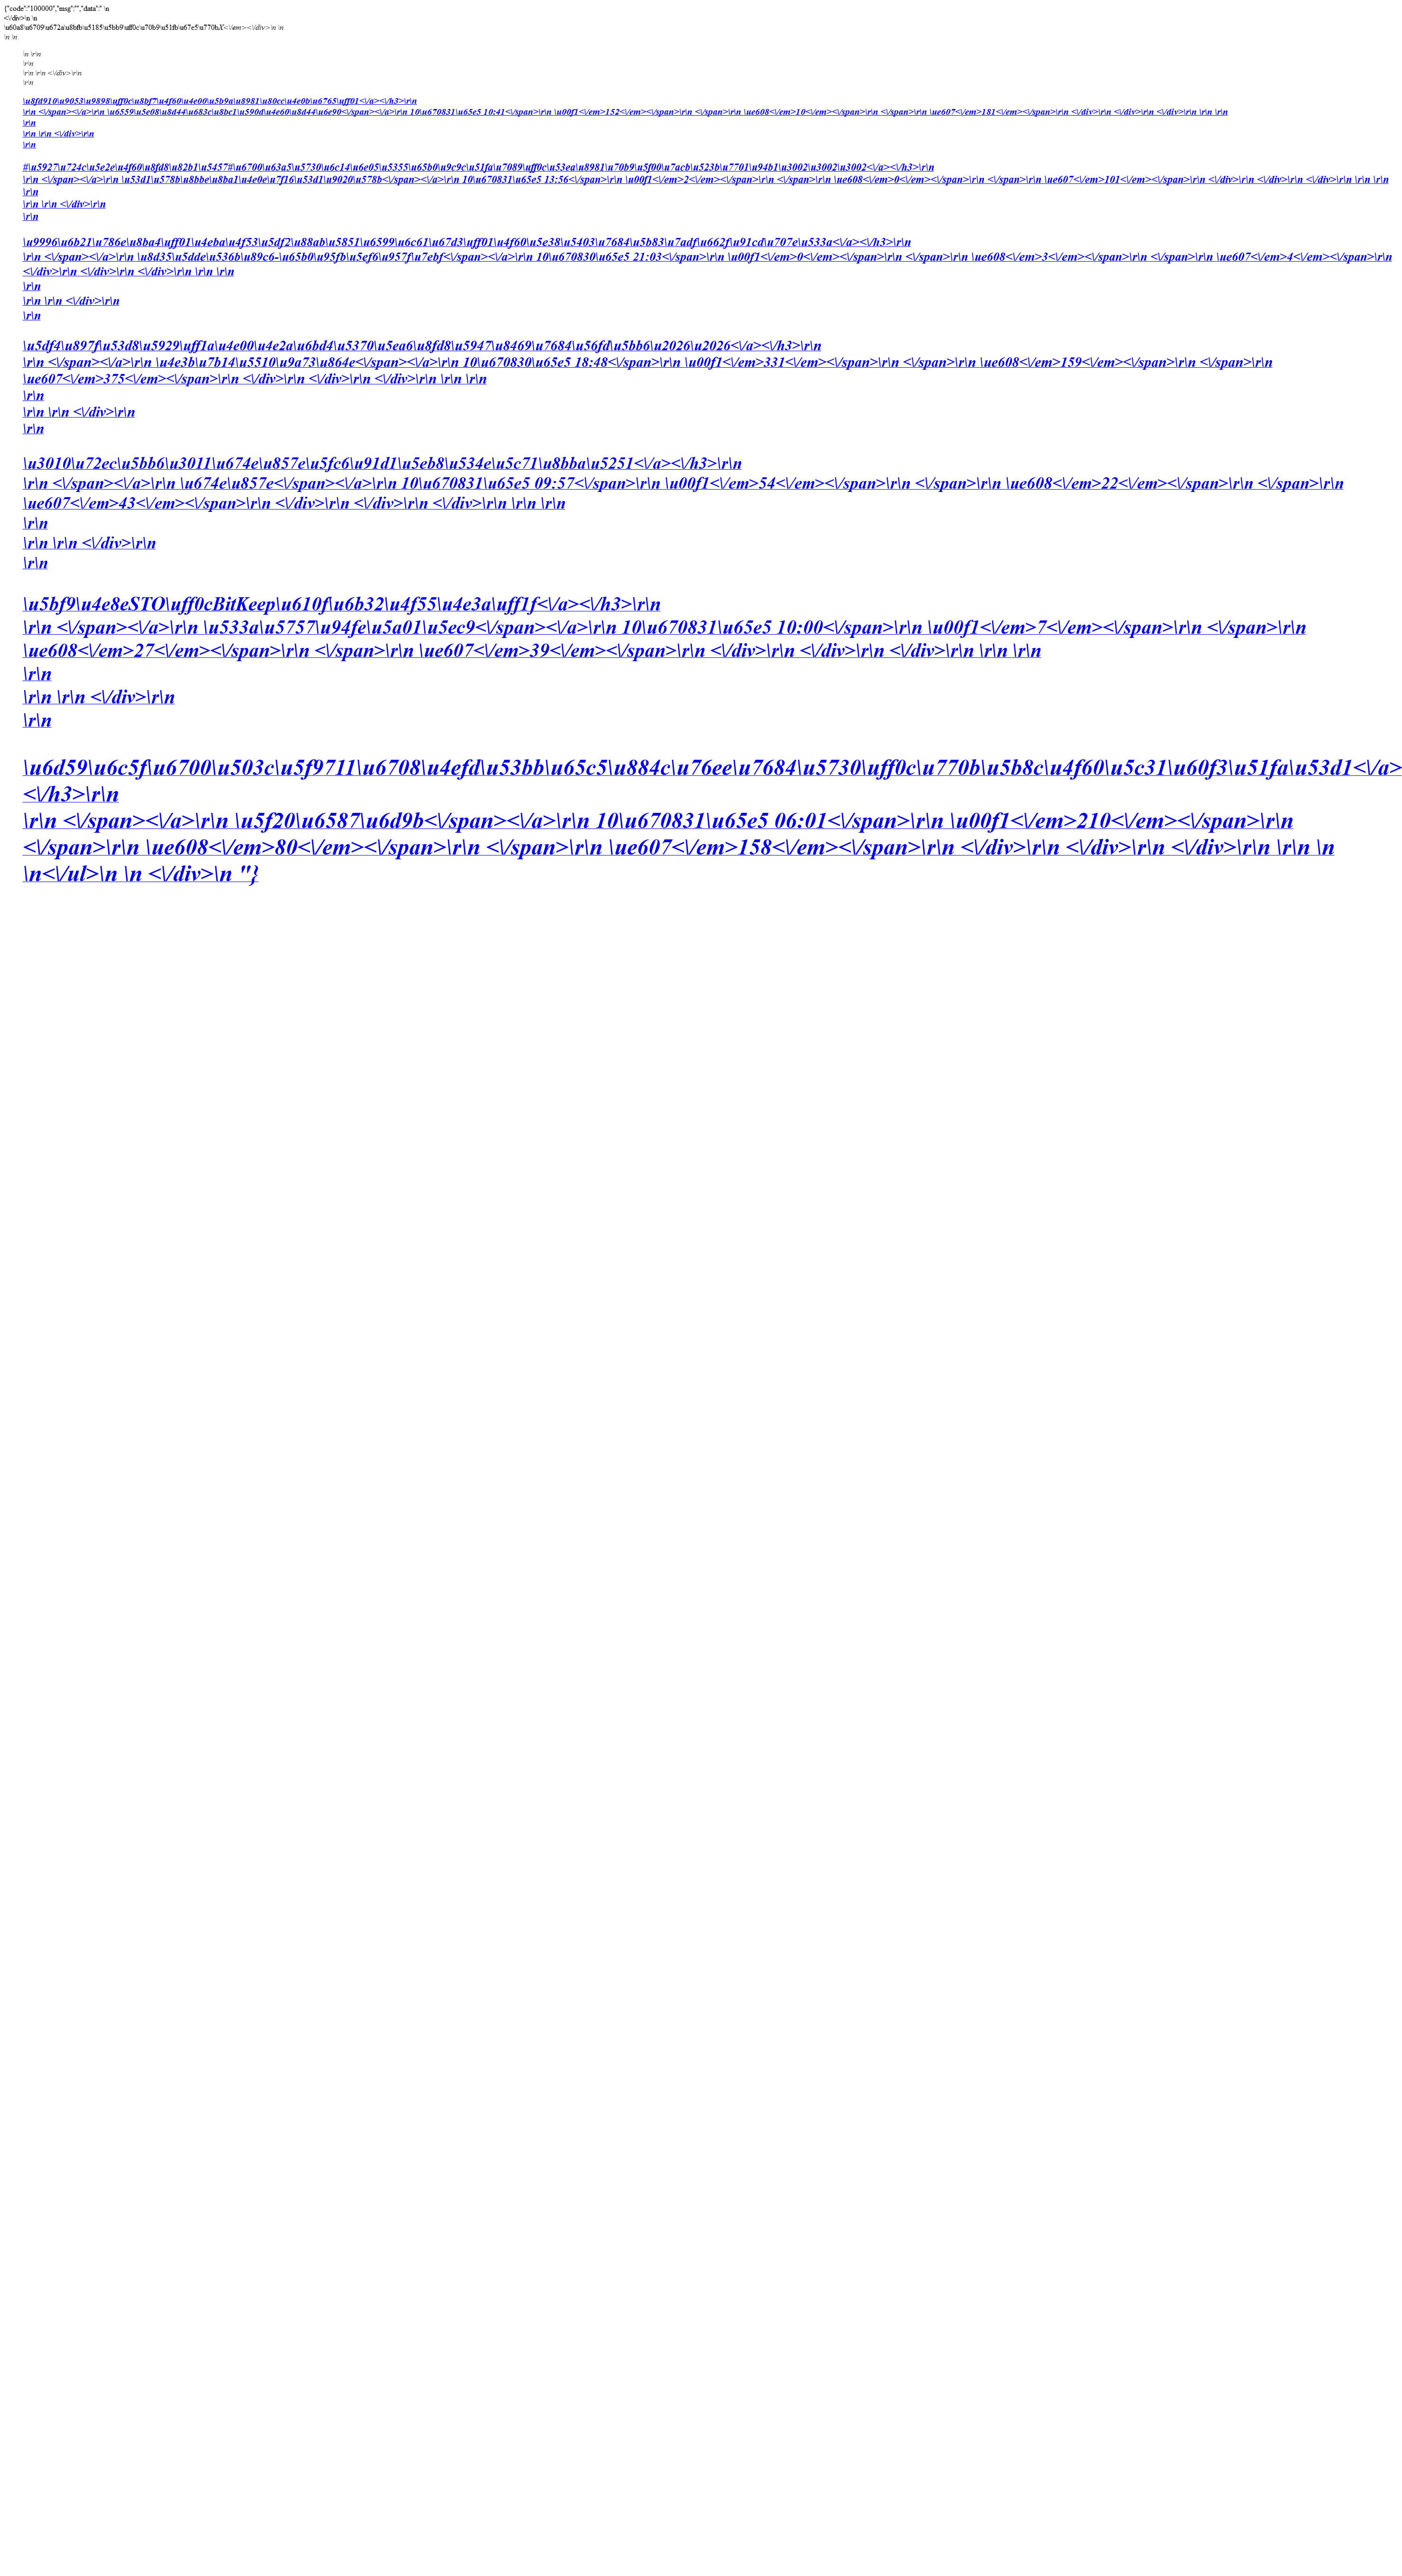 {"code":"100000","msg":"","data":" \n
<\/div>\n \n
\u60a8\u6709\u672a\u8bfb\u5185\u5bb9\uff0c\u70b9\u51fb\u67e5\u770bX<\/em><\/div>\n \n
\n \n
\n \r\n
\r\n
\r\n \r\n <\/div>\r\n
\r\n
\u8fd910\u9053\u9898\uff0c\u8bf7\u4f60\u4e00\u5b9a\u8981\u80cc\u4e0b\u6765\uff01<\/a><\/h3>\r\n
\r\n <\/span><\/a>\r\n \u6559\u5e08\u8d44\u683c\u8bc1\u590d\u4e60\u8d44\u6e90<\/span><\/a>\r\n 10\u670831\u65e5 10:41<\/span>\r\n \u00f1<\/em>152<\/em><\/span>\r\n <\/span>\r\n \ue608<\/em>10<\/em><\/span>\r\n <\/span>\r\n \ue607<\/em>181<\/em><\/span>\r\n <\/div>\r\n <\/div>\r\n <\/div>\r\n \r\n \r\n
\r\n
\r\n \r\n <\/div>\r\n
\r\n
#\u5927\u724c\u5e2e\u4f60\u8fd8\u82b1\u5457#\u6700\u63a5\u5730\u6c14\u6e05\u5355\u65b0\u9c9c\u51fa\u7089\uff0c\u53ea\u8981\u70b9\u5f00\u7acb\u523b\u7701\u94b1\u3002\u3002\u3002<\/a><\/h3>\r\n
\r\n <\/span><\/a>\r\n \u53d1\u578b\u8bbe\u8ba1\u4e0e\u7f16\u53d1\u9020\u578b<\/span><\/a>\r\n 10\u670831\u65e5 13:56<\/span>\r\n \u00f1<\/em>2<\/em><\/span>\r\n <\/span>\r\n \ue608<\/em>0<\/em><\/span>\r\n <\/span>\r\n \ue607<\/em>101<\/em><\/span>\r\n <\/div>\r\n <\/div>\r\n <\/div>\r\n \r\n \r\n
\r\n
\r\n \r\n <\/div>\r\n
\r\n
\u9996\u6b21\u786e\u8ba4\uff01\u4eba\u4f53\u5df2\u88ab\u5851\u6599\u6c61\u67d3\uff01\u4f60\u5e38\u5403\u7684\u5b83\u7adf\u662f\u91cd\u707e\u533a<\/a><\/h3>\r\n
\r\n <\/span><\/a>\r\n \u8d35\u5dde\u536b\u89c6-\u65b0\u95fb\u5ef6\u957f\u7ebf<\/span><\/a>\r\n 10\u670830\u65e5 21:03<\/span>\r\n \u00f1<\/em>0<\/em><\/span>\r\n <\/span>\r\n \ue608<\/em>3<\/em><\/span>\r\n <\/span>\r\n \ue607<\/em>4<\/em><\/span>\r\n
<\/div>\r\n <\/div>\r\n <\/div>\r\n \r\n \r\n
\r\n
\r\n \r\n <\/div>\r\n
\r\n
\u5df4\u897f\u53d8\u5929\uff1a\u4e00\u4e2a\u6bd4\u5370\u5ea6\u8fd8\u5947\u8469\u7684\u56fd\u5bb6\u2026\u2026<\/a><\/h3>\r\n
\r\n <\/span><\/a>\r\n \u4e3b\u7b14\u5510\u9a73\u864e<\/span><\/a>\r\n 10\u670830\u65e5 18:48<\/span>\r\n \u00f1<\/em>331<\/em><\/span>\r\n <\/span>\r\n \ue608<\/em>159<\/em><\/span>\r\n <\/span>\r\n
\ue607<\/em>375<\/em><\/span>\r\n <\/div>\r\n <\/div>\r\n <\/div>\r\n \r\n \r\n
\r\n
\r\n \r\n <\/div>\r\n
\r\n
\u3010\u72ec\u5bb6\u3011\u674e\u857e\u5fc6\u91d1\u5eb8\u534e\u5c71\u8bba\u5251<\/a><\/h3>\r\n
\r\n <\/span><\/a>\r\n \u674e\u857e<\/span><\/a>\r\n 10\u670831\u65e5 09:57<\/span>\r\n \u00f1<\/em>54<\/em><\/span>\r\n <\/span>\r\n \ue608<\/em>22<\/em><\/span>\r\n <\/span>\r\n
\ue607<\/em>43<\/em><\/span>\r\n <\/div>\r\n <\/div>\r\n <\/div>\r\n \r\n \r\n
\r\n
\r\n \r\n <\/div>\r\n
\r\n
\u5bf9\u4e8eSTO\uff0cBitKeep\u610f\u6b32\u4f55\u4e3a\uff1f<\/a><\/h3>\r\n
\r\n <\/span><\/a>\r\n \u533a\u5757\u94fe\u5a01\u5ec9<\/span><\/a>\r\n 10\u670831\u65e5 10:00<\/span>\r\n \u00f1<\/em>7<\/em><\/span>\r\n <\/span>\r\n
\ue608<\/em>27<\/em><\/span>\r\n <\/span>\r\n \ue607<\/em>39<\/em><\/span>\r\n <\/div>\r\n <\/div>\r\n <\/div>\r\n \r\n \r\n
\r\n
\r\n \r\n <\/div>\r\n
\r\n
\u6d59\u6c5f\u6700\u503c\u5f9711\u6708\u4efd\u53bb\u65c5\u884c\u76ee\u7684\u5730\uff0c\u770b\u5b8c\u4f60\u5c31\u60f3\u51fa\u53d1<\/a>
<\/h3>\r\n
\r\n <\/span><\/a>\r\n \u5f20\u6587\u6d9b<\/span><\/a>\r\n 10\u670831\u65e5 06:01<\/span>\r\n \u00f1<\/em>210<\/em><\/span>\r\n
<\/span>\r\n \ue608<\/em>80<\/em><\/span>\r\n <\/span>\r\n \ue607<\/em>158<\/em><\/span>\r\n <\/div>\r\n <\/div>\r\n <\/div>\r\n \r\n \n
\n<\/ul>\n \n <\/div>\n "}